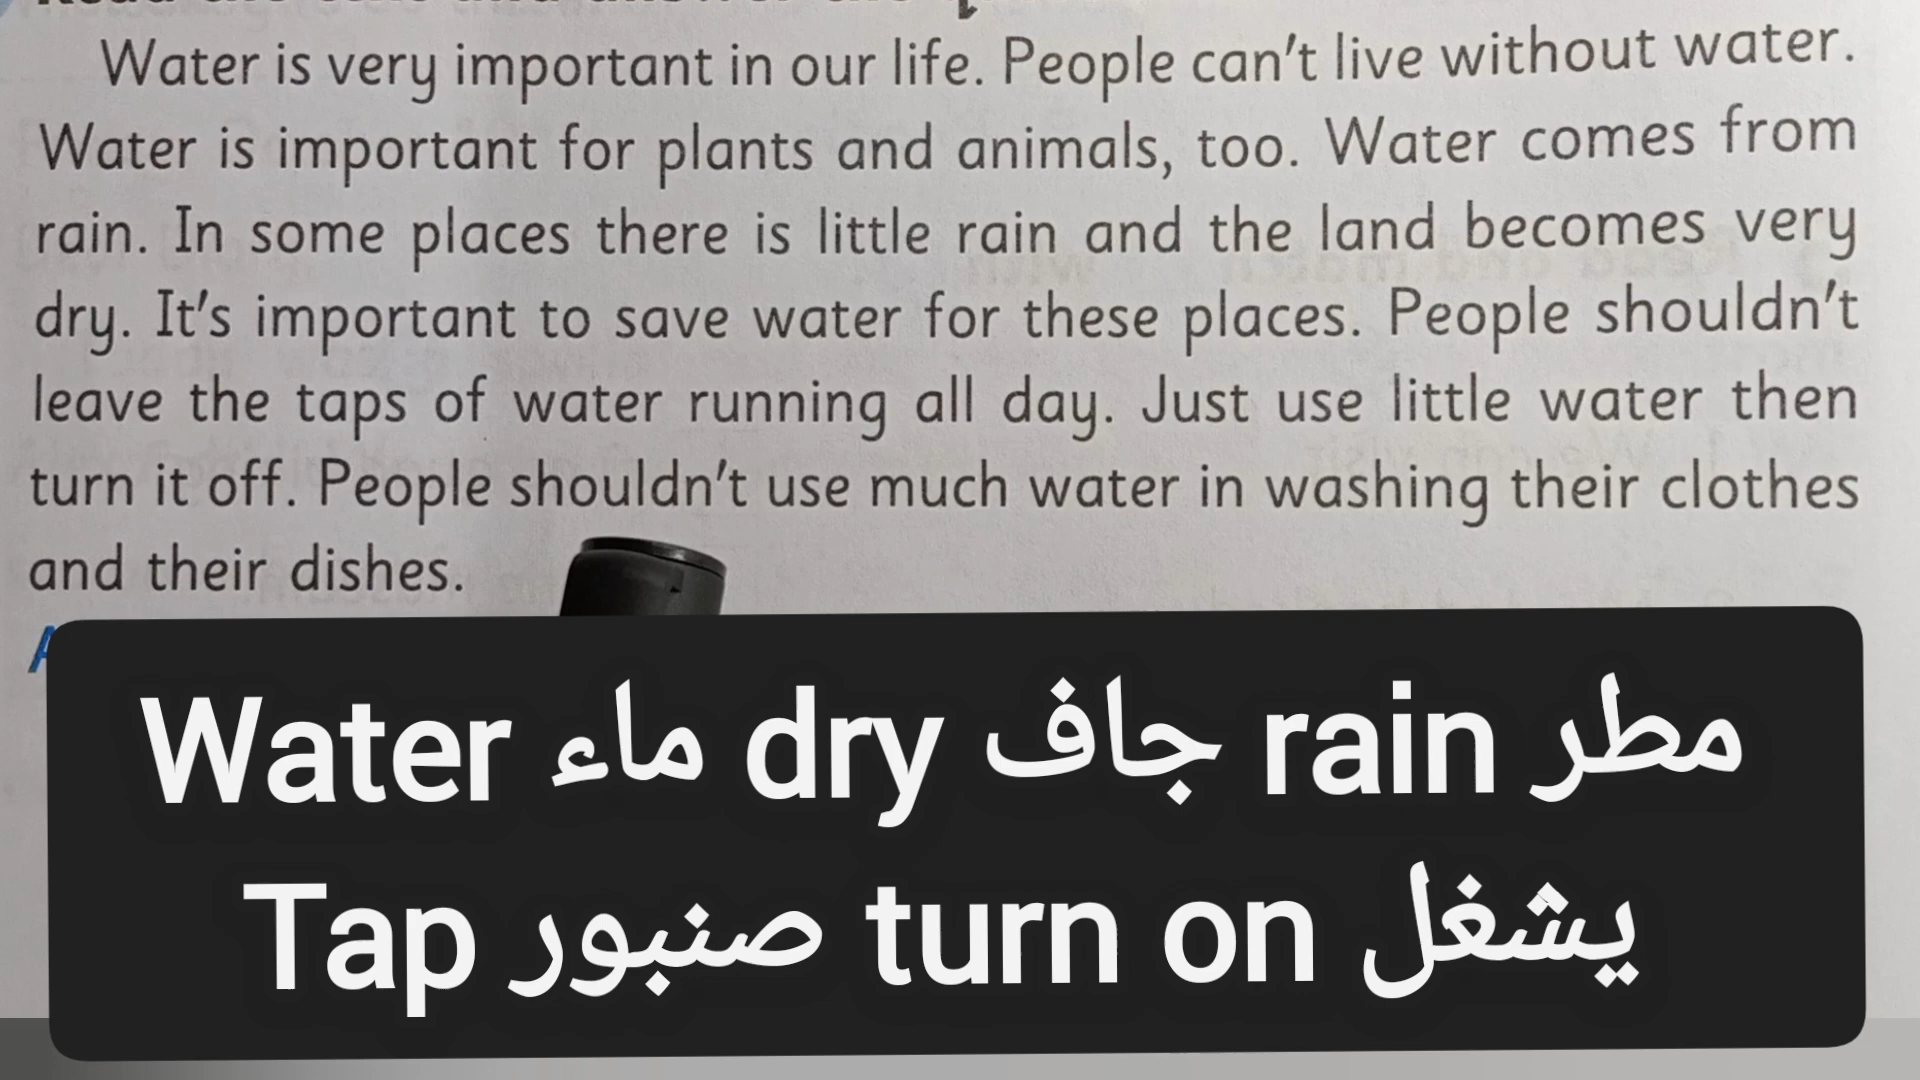 Water is very important in our life. People can't live without water.
Water is important for plants and animals, too. Water comes from
rain. In some places there is little rain and the land becomes very
dry. It's important to save water for these places. People shouldn't
leave the taps of water running all day. Just use little water then
turn it off. People shouldn't use much water in washing their clothes
and their dishes.
Water ماء dry جاف rain مطر
Tap صنبور turn on يشغل